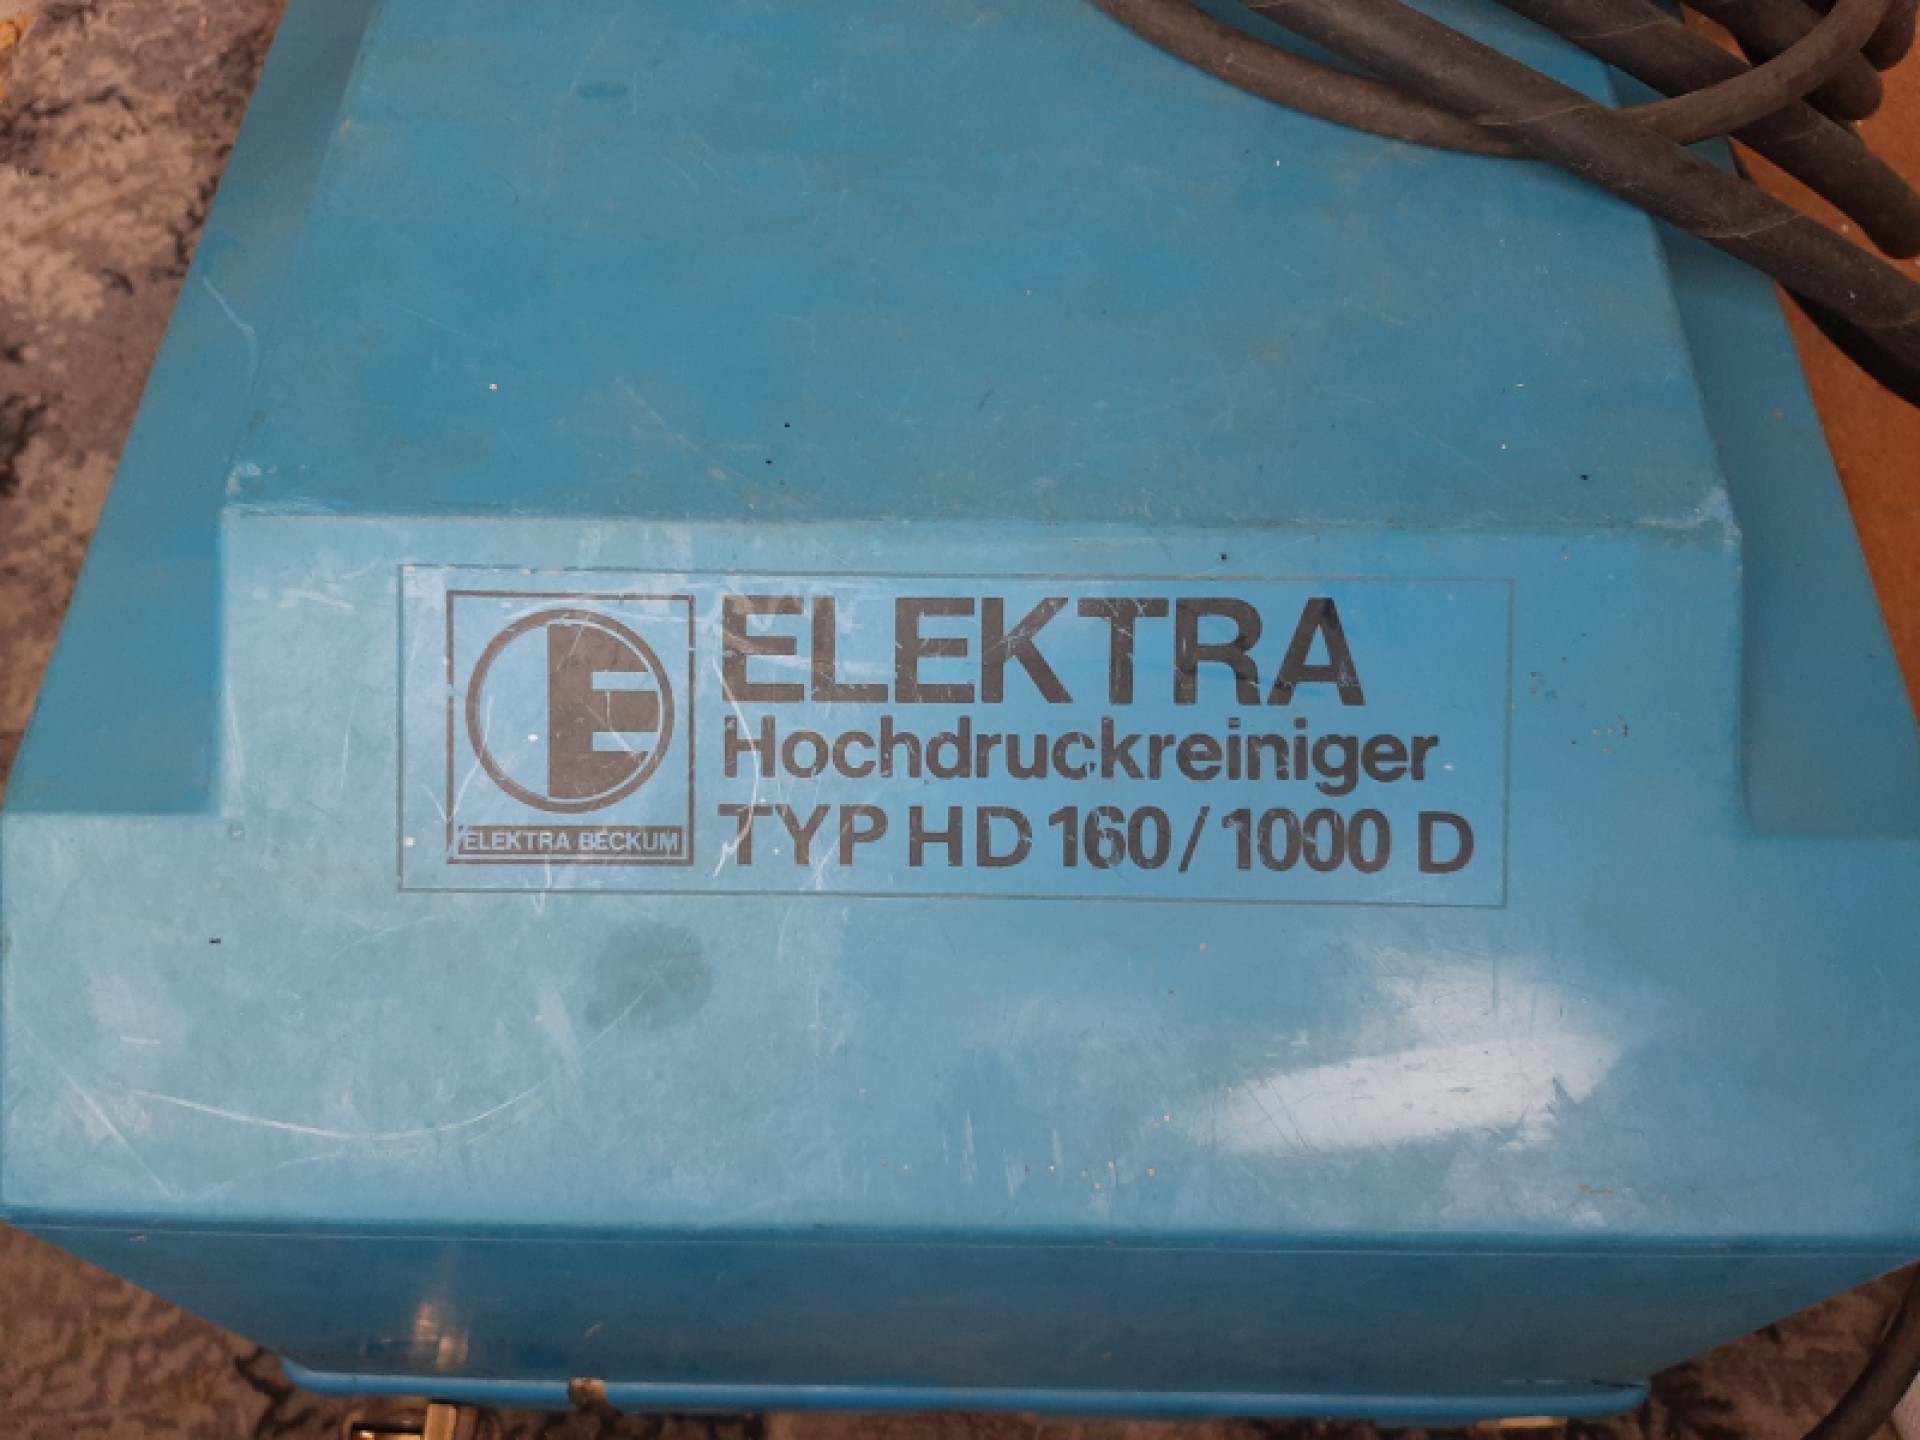 ELEKTRA
Hochdruckreiniger
TYP HD 160/1000 D
ELEKTRA BECKUM